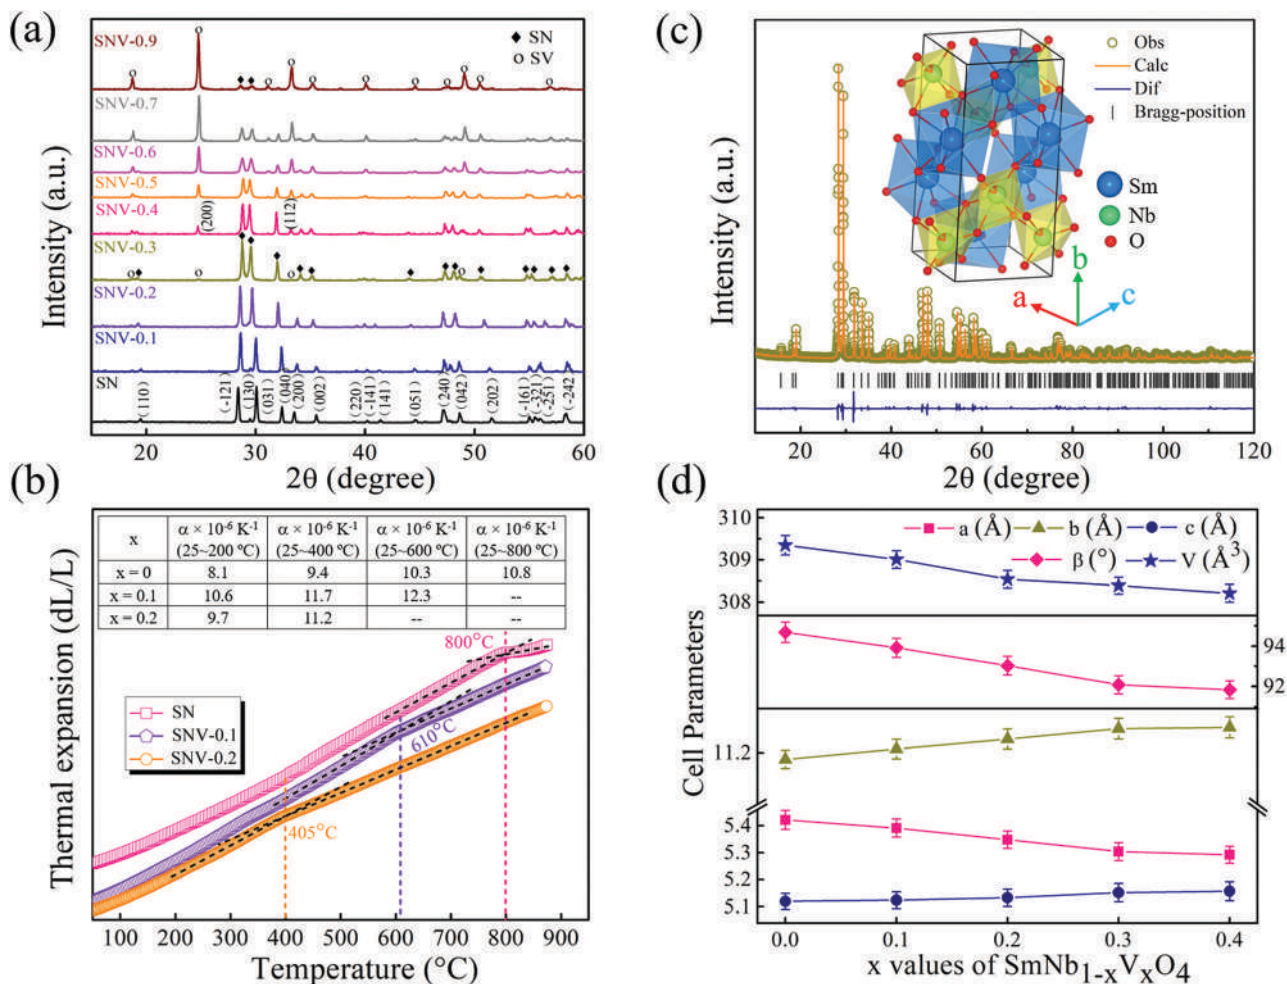 (a)
SNV-0.9
◆ SN
○ SV
SNV-0.7
SNV-0.6
SNV-0.5
SNV-0.4
(200)
(112)
SNV-0.3
SNV-0.2
SNV-0.1
SN
(110)
(-121)
(130)
(031)
(040)
(200)
(002)
(220)
(-141)
(141)
(051)
(240)
(042)
(202)
(-161)
(-321)
(-251)
(-242)
Intensity (a.u.)
20 30 40 50 60
2θ (degree)
(c)
Obs
Calc
Dif
Bragg-position
Sm
Nb
O
a
b
c
Intensity (a.u.)
20 40 60 80 100 120
2θ (degree)
(b)
x
α × 10⁻⁶ K⁻¹
(25~200 °C)
α × 10⁻⁶ K⁻¹
(25~400 °C)
α × 10⁻⁶ K⁻¹
(25~600 °C)
α × 10⁻⁶ K⁻¹
(25~800 °C)
x = 0 8.1 9.4 10.3 10.8
x = 0.1 10.6 11.7 12.3 --
x = 0.2 9.7 11.2 -- --
800°C
610°C
405°C
SN
SNV-0.1
SNV-0.2
Thermal expansion (dL/L)
100 200 300 400 500 600 700 800 900
Temperature (°C)
(d)
a (Å) b (Å) c (Å)
β (°) V (Å³)
310
309
308
94
92
11.2
5.4
5.3
5.2
5.1
Cell Parameters
0.0 0.1 0.2 0.3 0.4
x values of SmNb₁₋ₓVₓO₄